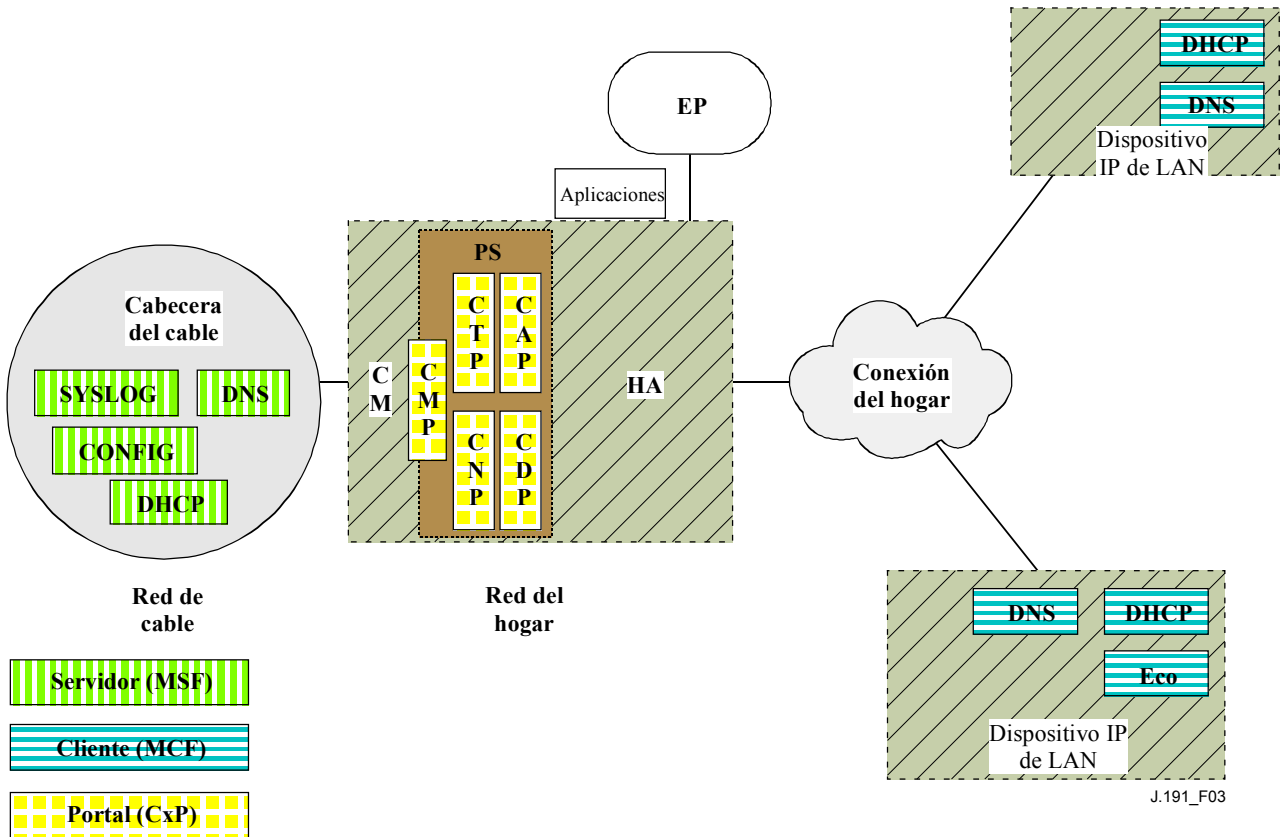 DHCP
DNS
Dispositivo
IP de LAN
EP
Aplicaciones
PS
C
T
P
C
A
P
C
M
P
C
N
P
C
D
P
C
M
HA
Cabecera
del cable
SYSLOG
DNS
CONFIG
DHCP
Conexión
del hogar
Red de
cable
Red del
hogar
DNS
DHCP
Eco
Dispositivo IP
de LAN
Servidor (MSF)
Cliente (MCF)
Portal (CxP)
J.191_F03